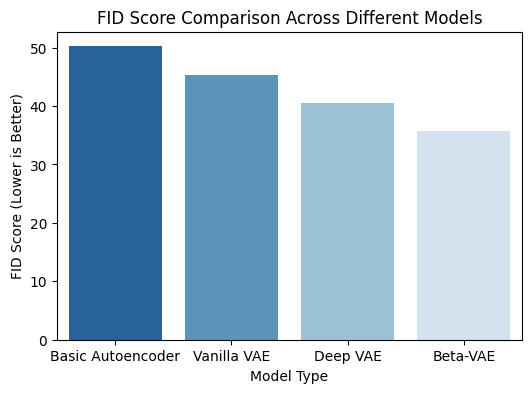 FID Score Comparison Across Different Models
FID Score (Lower is Better)
50
40
30
20
10
0
Basic Autoencoder
Vanilla VAE
Deep VAE
Beta-VAE
Model Type